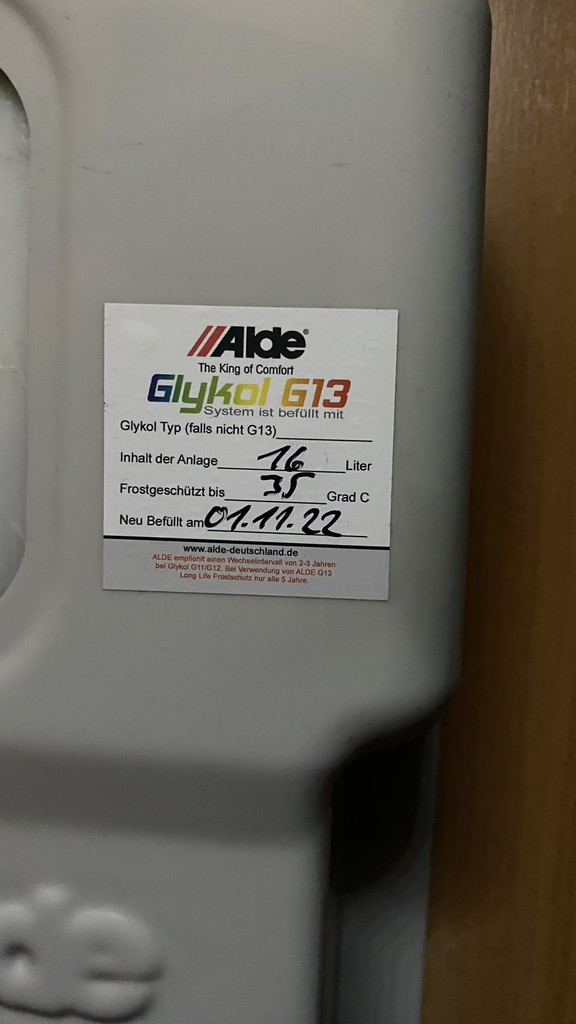 Alde®
The King of Comfort
Glykol G13
System ist befüllt mit
Glykol Typ (falls nicht G13)
Inhalt der Anlage 16 Liter
Frostgeschützt bis 35 Grad C
Neu Befüllt am 01.11.22
www.alde-deutschland.de
ALDE empfiehlt einen Wechselintervall von 2-3 Jahren
bei Glykol G11/G12. Bei Verwendung von ALDE G13
Long Life Frostschutz nur alle 5 Jahre.
de